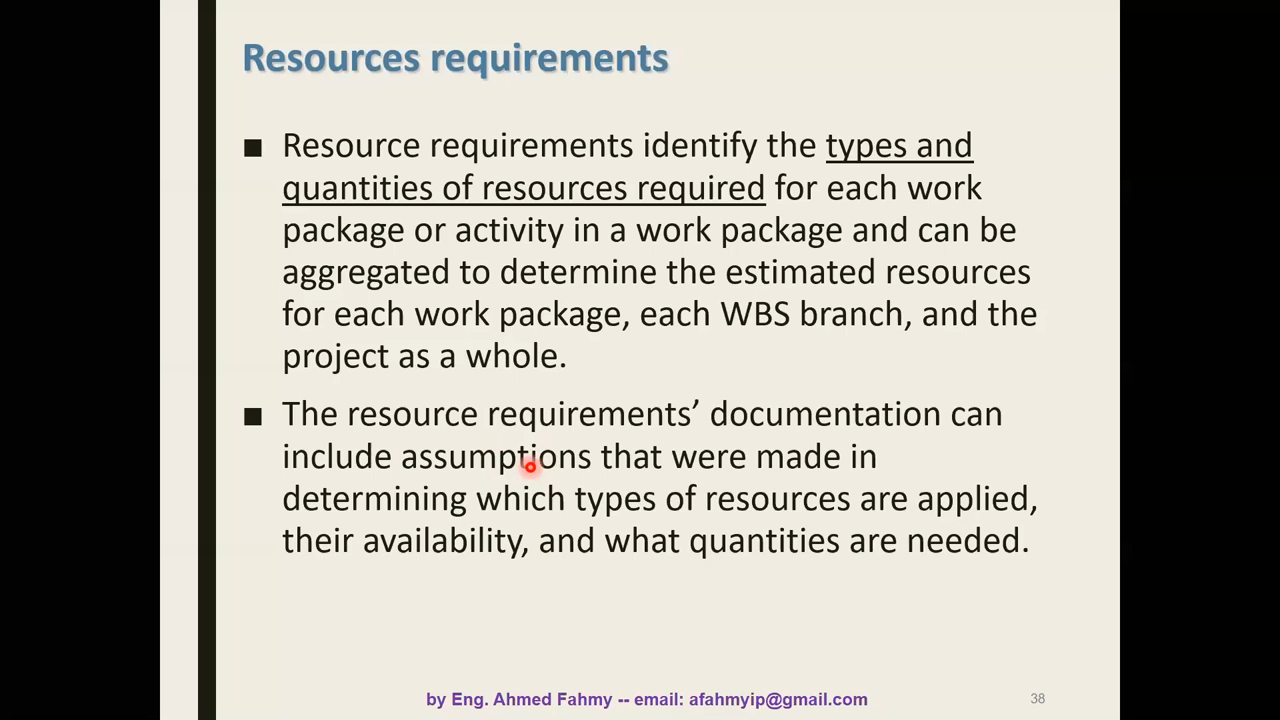 Resources requirements
■ Resource requirements identify the types and
quantities of resources required for each work
package or activity in a work package and can be
aggregated to determine the estimated resources
for each work package, each WBS branch, and the
project as a whole.
■ The resource requirements’ documentation can
include assumptions that were made in
determining which types of resources are applied,
their availability, and what quantities are needed.
by Eng. Ahmed Fahmy -- email: afahmyip@gmail.com
38